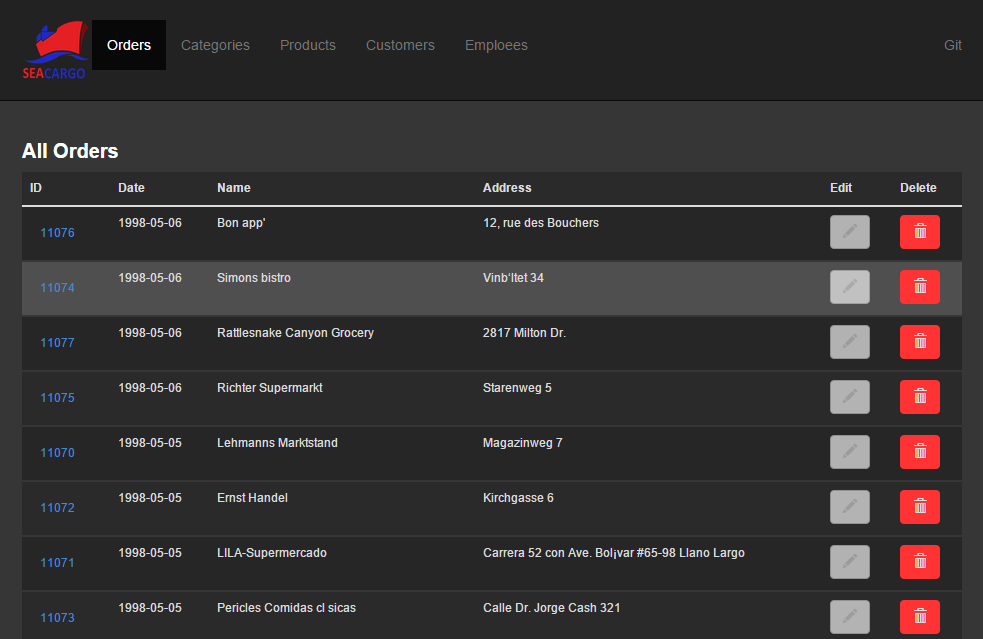 SEACARGO Orders Categories Products Customers Emploees Git
All Orders
ID Date Name Address Edit Delete
11076 1998-05-06 Bon app' 12, rue des Bouchers
11074 1998-05-06 Simons bistro Vinb'ltet 34
11077 1998-05-06 Rattlesnake Canyon Grocery 2817 Milton Dr.
11075 1998-05-06 Richter Supermarkt Starenweg 5
11070 1998-05-05 Lehmanns Marktstand Magazinweg 7
11072 1998-05-05 Ernst Handel Kirchgasse 6
11071 1998-05-05 LILA-Supermercado Carrera 52 con Ave. Bol¡var #65-98 Llano Largo
11073 1998-05-05 Pericles Comidas cl sicas Calle Dr. Jorge Cash 321